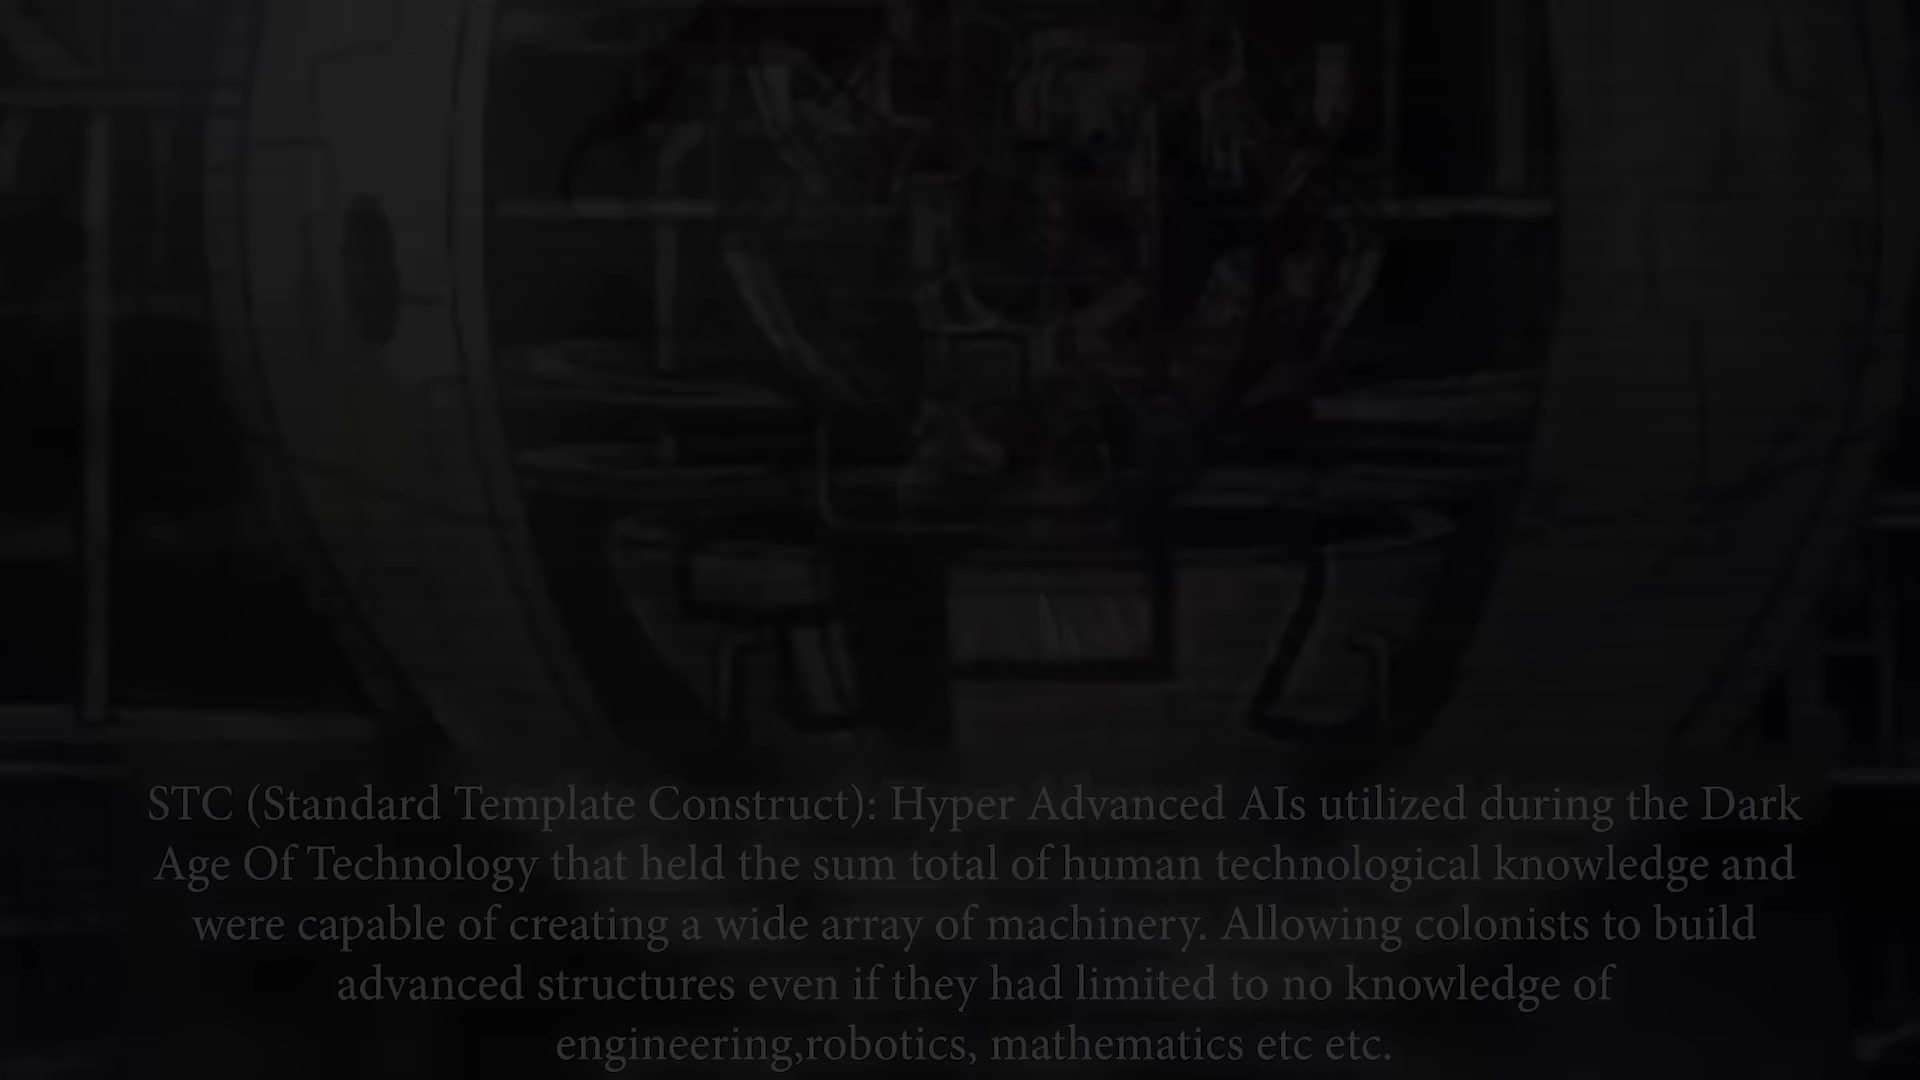 STC (Standard Template Construct): Hyper Advanced AIs utilized during the Dark
Age Of Technology that held the sum total of human technological knowledge and
were capable of creating a wide array of machinery. Allowing colonists to build
advanced structures even if they had limited to no knowledge of
engineering,robotics, mathematics etc etc.